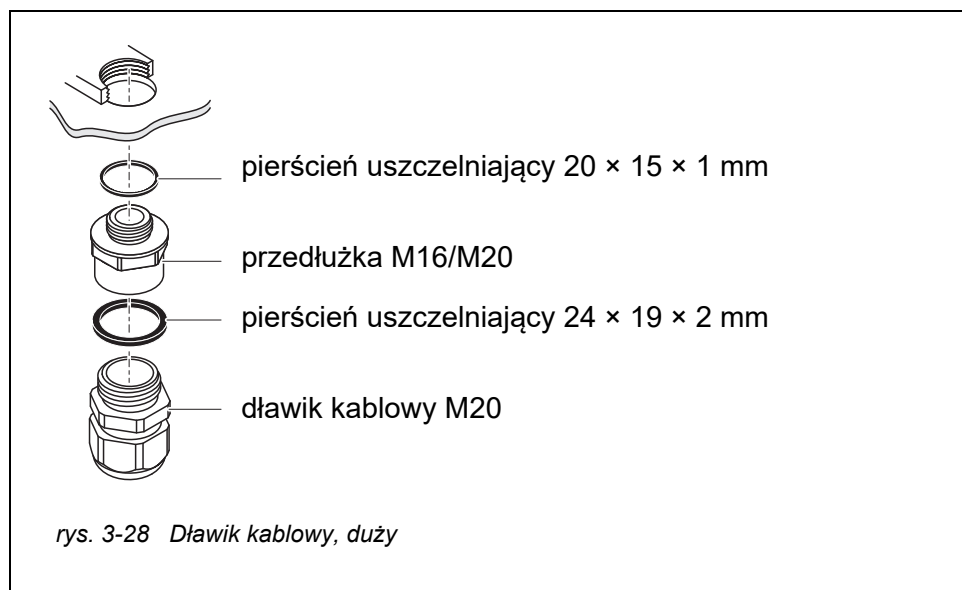 pierścień uszczelniający 20 × 15 × 1 mm
przedłużka M16/M20
pierścień uszczelniający 24 × 19 × 2 mm
dławik kablowy M20
rys. 3-28 Dławik kablowy, duży